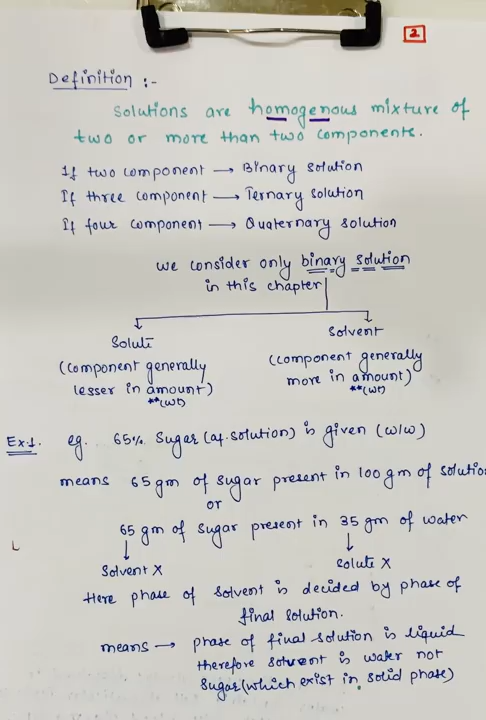 2
Definition :-
Solutions are homogenous mixture of
two or more than two components.
If two component → Binary solution
If three component → Ternary solution
If four component → Quaternary solution
we consider only binary solution
in this chapter
Solute
(component generally
lesser in amount)
**(wt)
Solvent
(component generally
more in amount)
**(wt)
Ex.1. eg. 65% Sugar (aq. solution) is given (w/w)
means 65 gm of sugar present in 100 gm of solution
or
65 gm of sugar present in 35 gm of water
Solvent X Solute X
Here phase of solvent is decided by phase of
final solution.
means → phase of final solution is liquid
therefore solvent is water not
sugar (which exist in solid phase)